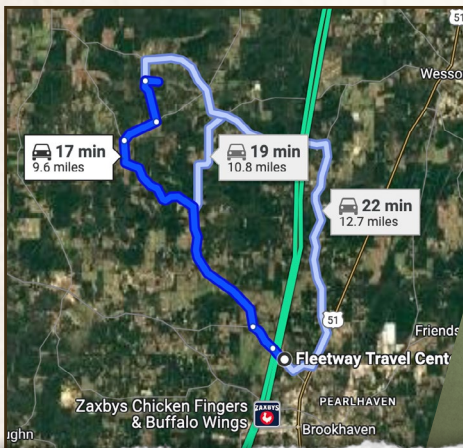 51
Wesso
17 min
9.6 miles
19 min
10.8 miles
22 min
12.7 miles
51
Friends
Fleetway Travel Cent
Zaxbys Chicken Fingers
& Buffalo Wings
ZAXBYS
PEARLHAVEN
Brookhaven
ughn